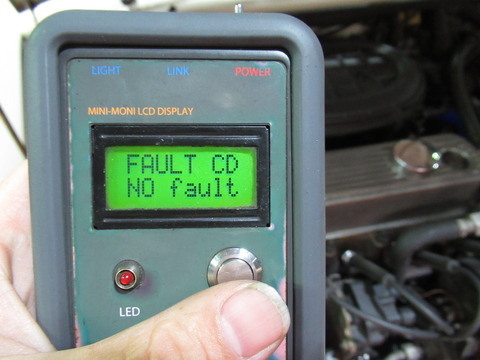 LIGHT LINK POWER
MINI-MONI LCD DISPLAY
FAULT CD
NO fault
LED